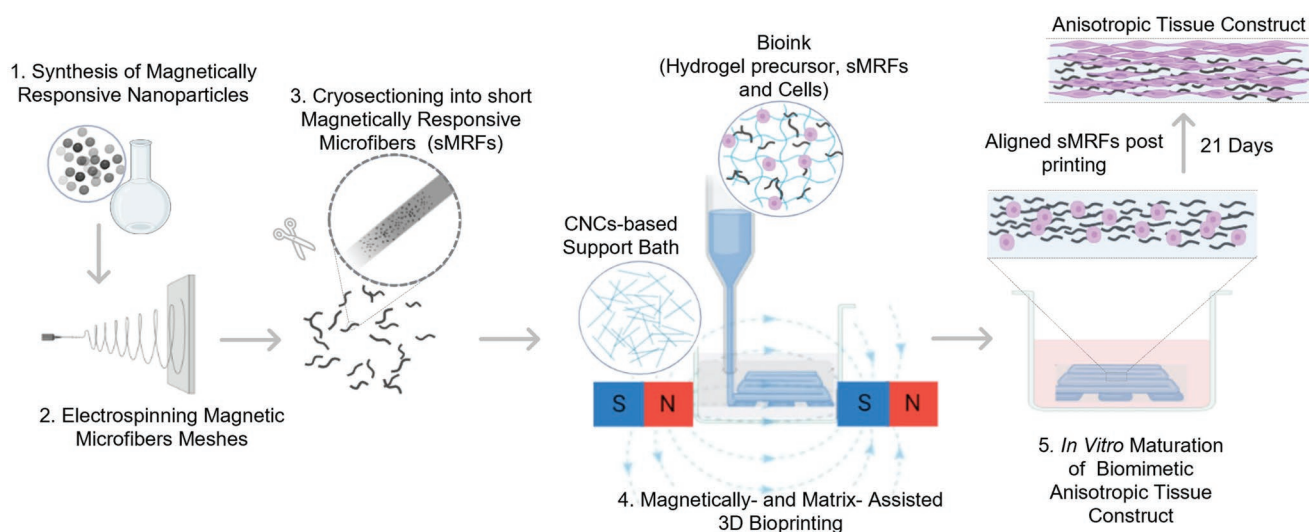 1. Synthesis of Magnetically
Responsive Nanoparticles
2. Electrospinning Magnetic
Microfibers Meshes
3. Cryosectioning into short
Magnetically Responsive
Microfibers (sMRFs)
Bioink
(Hydrogel precursor, sMRFs
and Cells)
CNCs-based
Support Bath
S
N
S
N
4. Magnetically- and Matrix- Assisted
3D Bioprinting
Anisotropic Tissue Construct
Aligned sMRFs post
printing
21 Days
5. In Vitro Maturation
of Biomimetic
Anisotropic Tissue
Construct